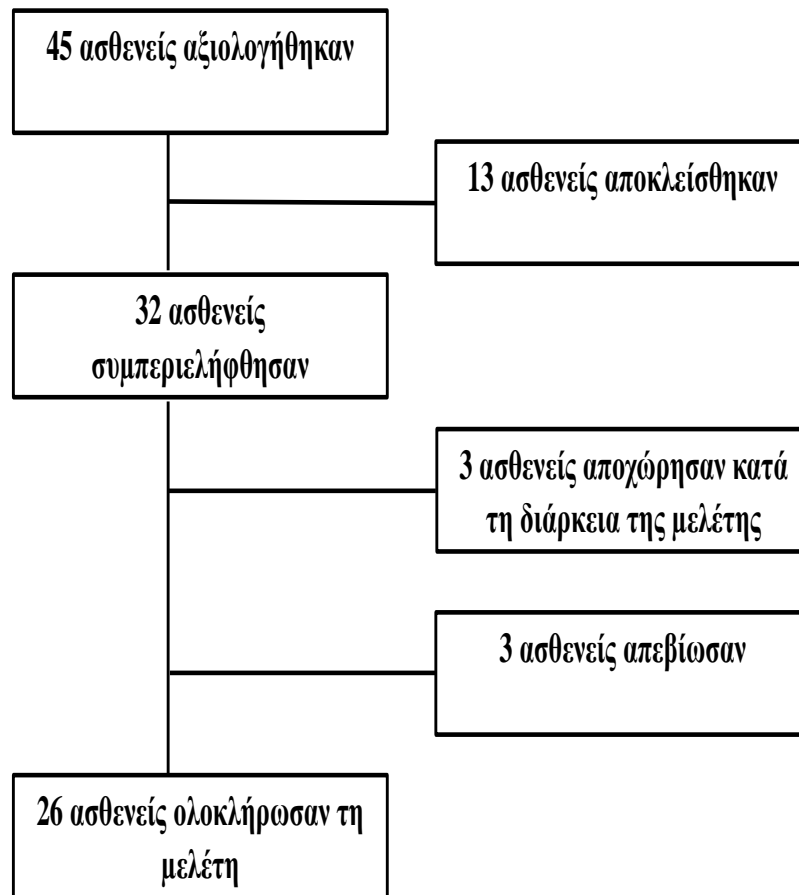 45 ασθενείς αξιολογήθηκαν
13 ασθενείς αποκλείσθηκαν
32 ασθενείς
συμπεριελήφθησαν
3 ασθενείς αποχώρησαν κατά
τη διάρκεια της μελέτης
3 ασθενείς απεβίωσαν
26 ασθενείς ολοκλήρωσαν τη
μελέτη